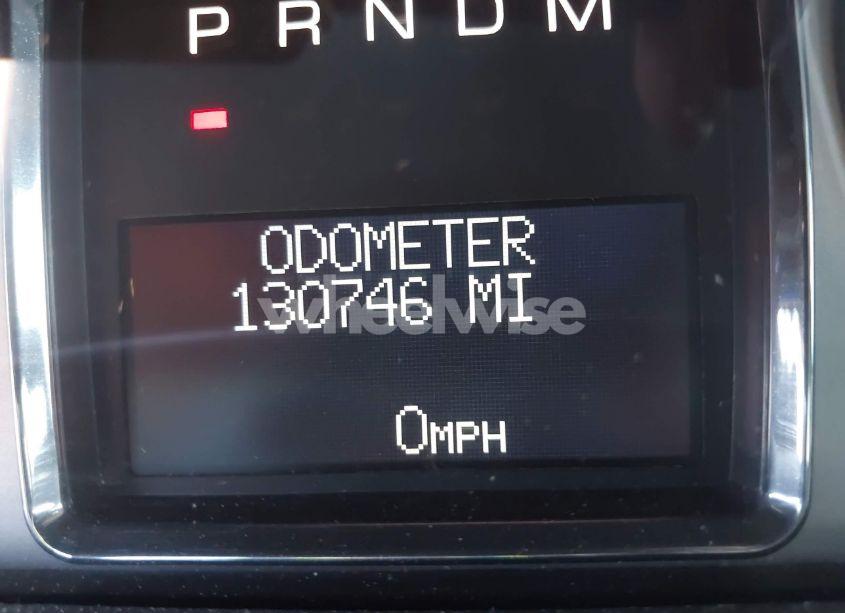 P R N D M
ODOMETER
130746 MI
wheelwise
0MPH